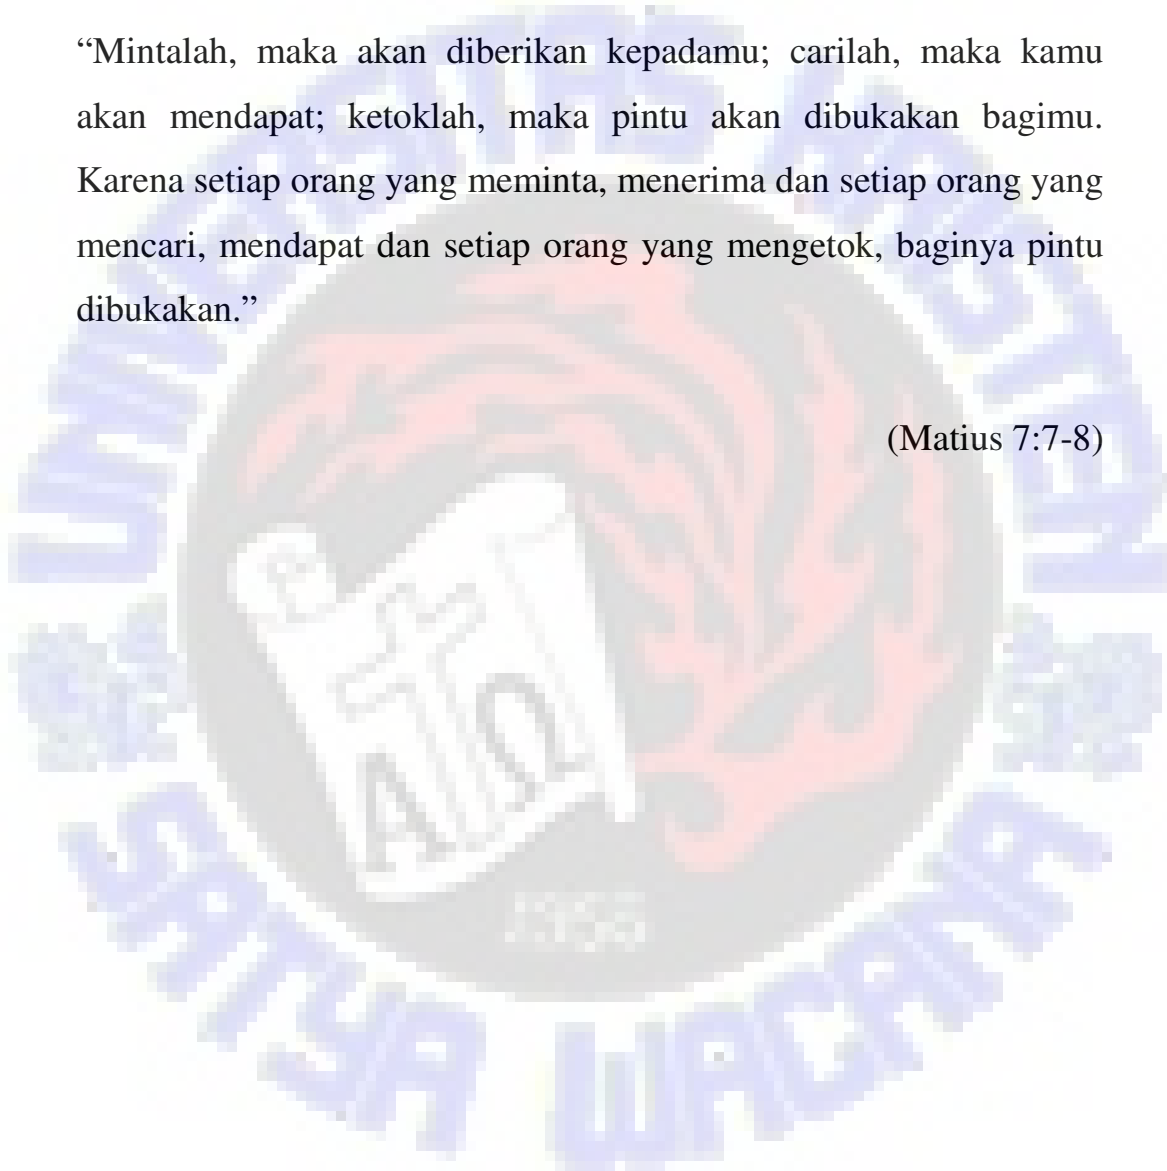 “Mintalah, maka akan diberikan kepadamu; carilah, maka kamu
akan mendapat; ketoklah, maka pintu akan dibukakan bagimu.
Karena setiap orang yang meminta, menerima dan setiap orang yang
mencari, mendapat dan setiap orang yang mengetok, baginya pintu
dibukakan.”
(Matius 7:7-8)
UNIVERSITAS KRISTEN
SATYA WACANA
Α Ω
1956